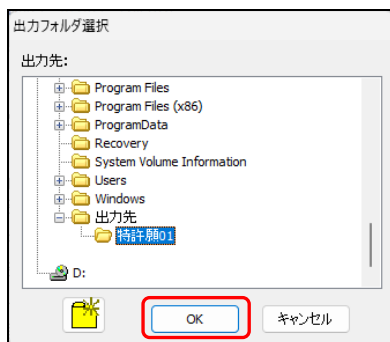 出力フォルダ選択
出力先:
Program Files
Program Files (x86)
ProgramData
Recovery
System Volume Information
Users
Windows
出力先
特許願01
D:
OK
キャンセル